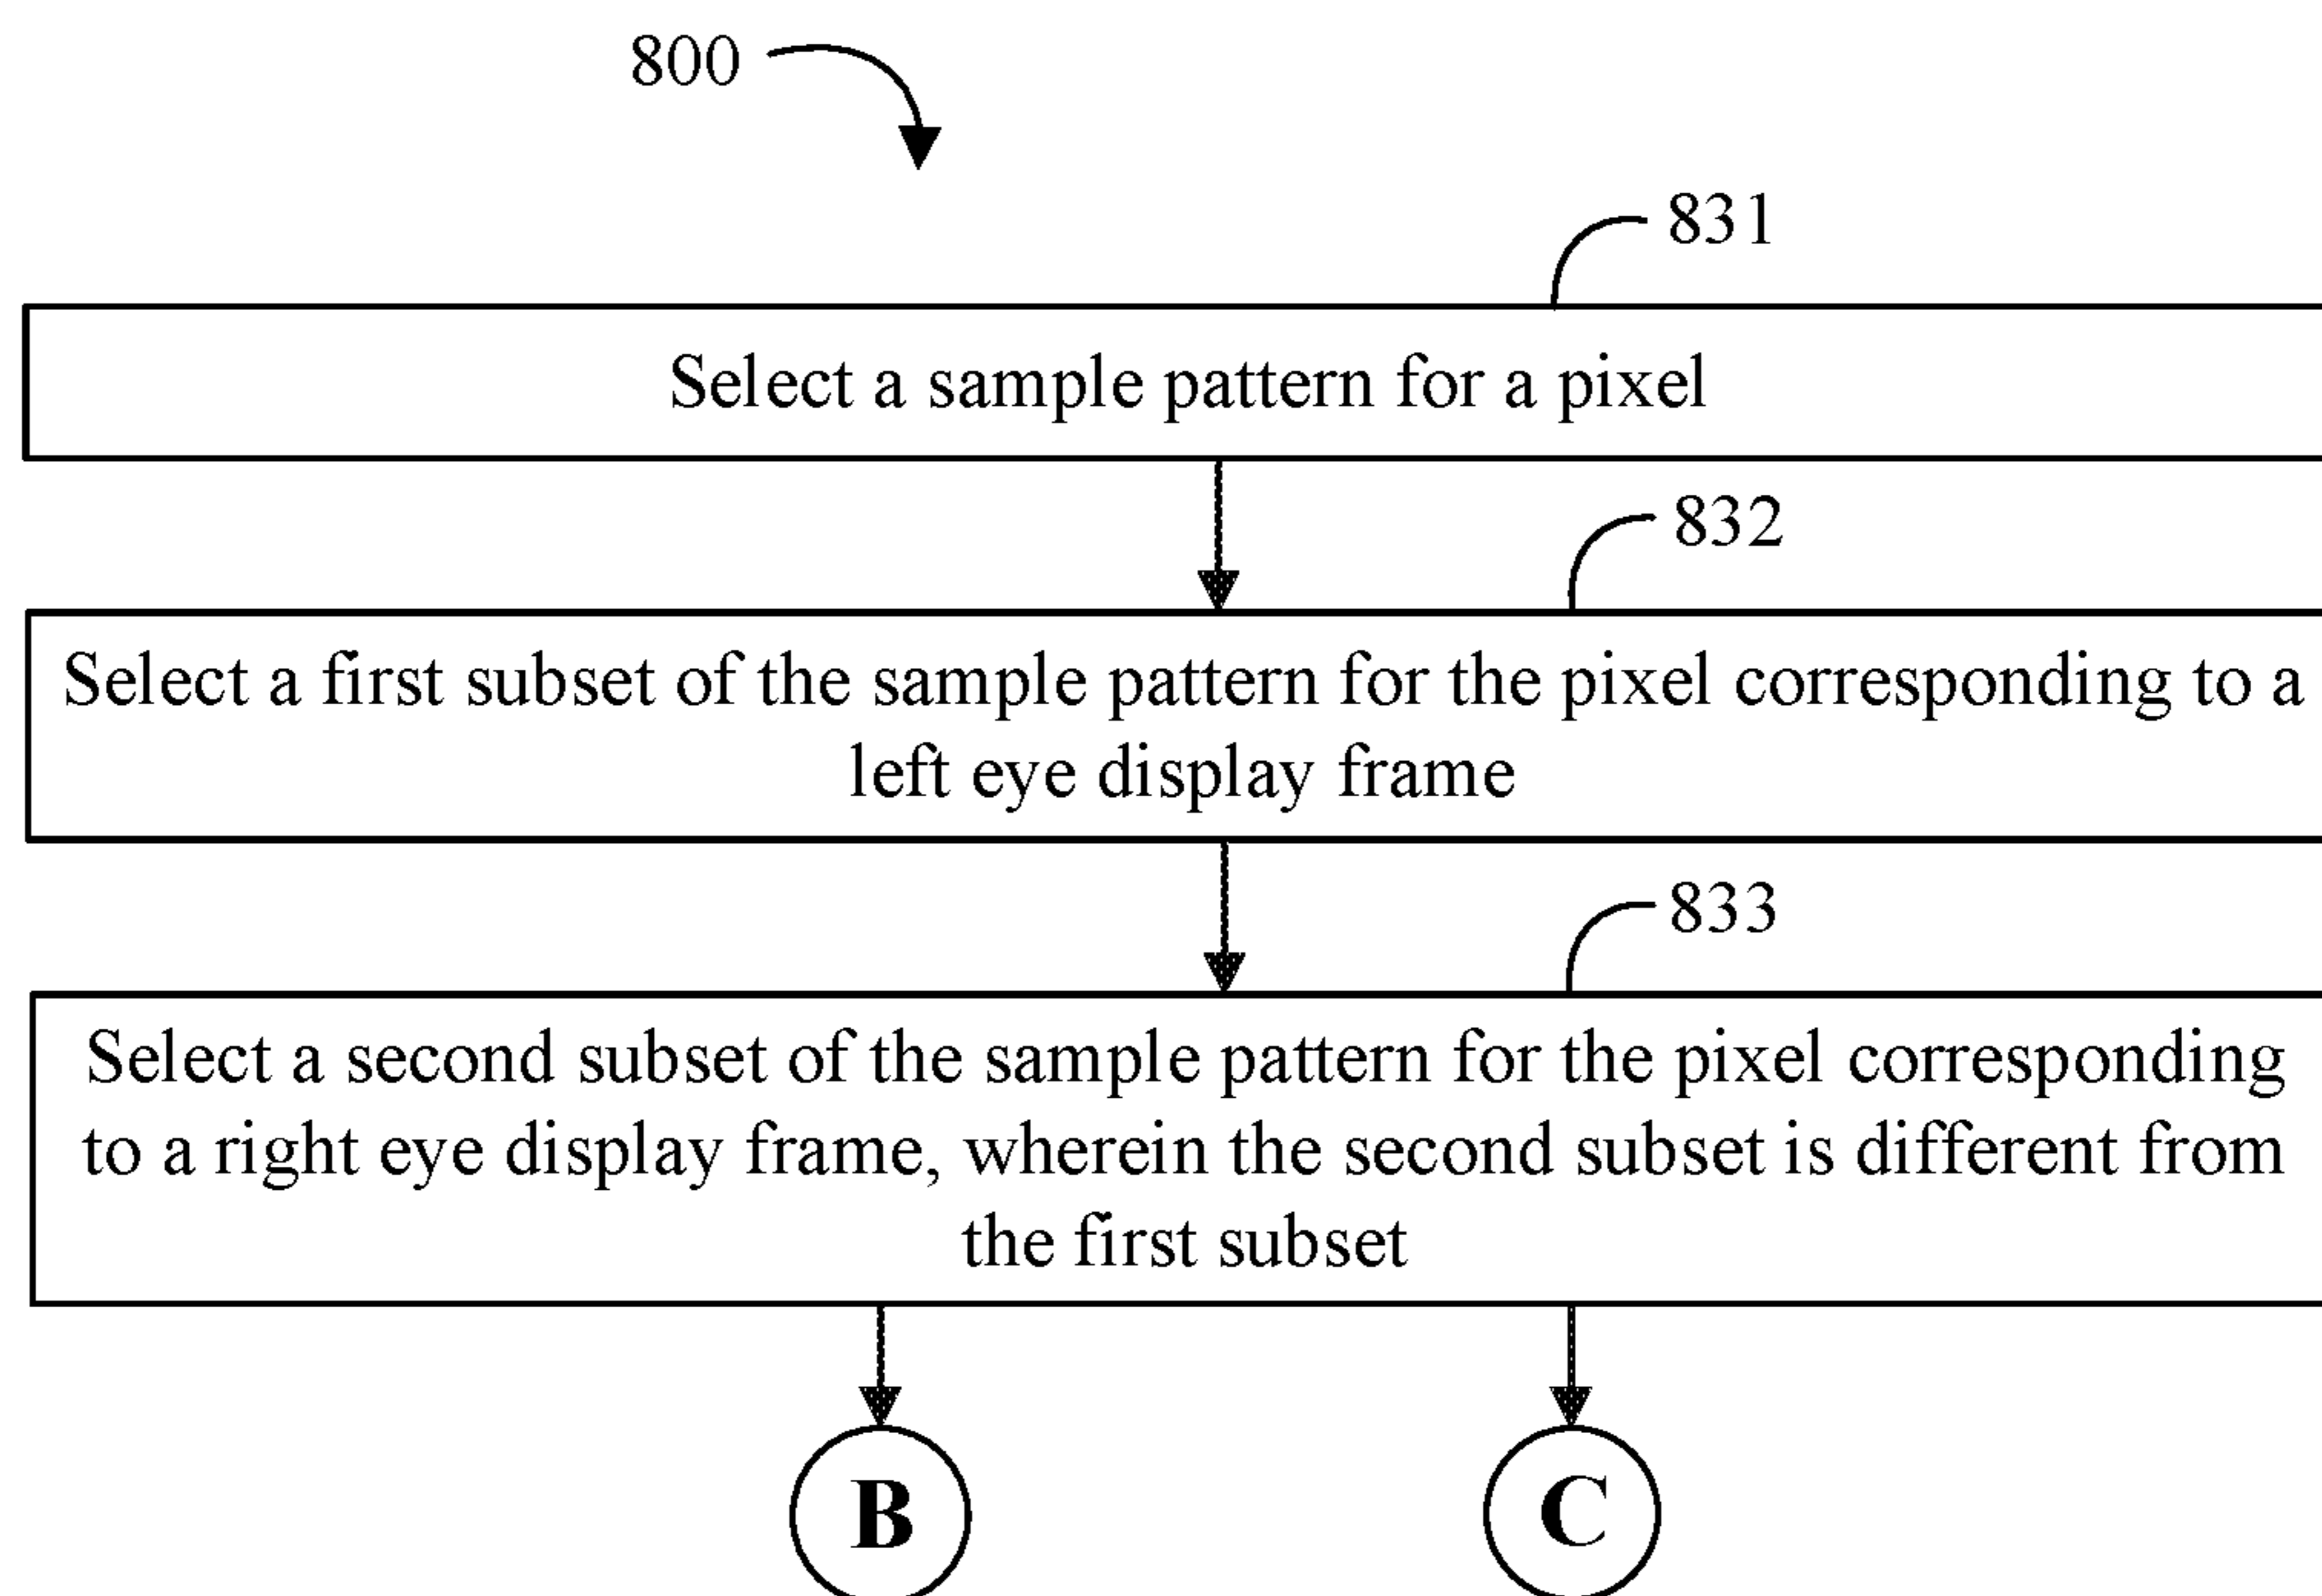 800
831
Select a sample pattern for a pixel
832
Select a first subset of the sample pattern for the pixel corresponding to a
left eye display frame
833
Select a second subset of the sample pattern for the pixel corresponding
to a right eye display frame, wherein the second subset is different from
the first subset
B
C